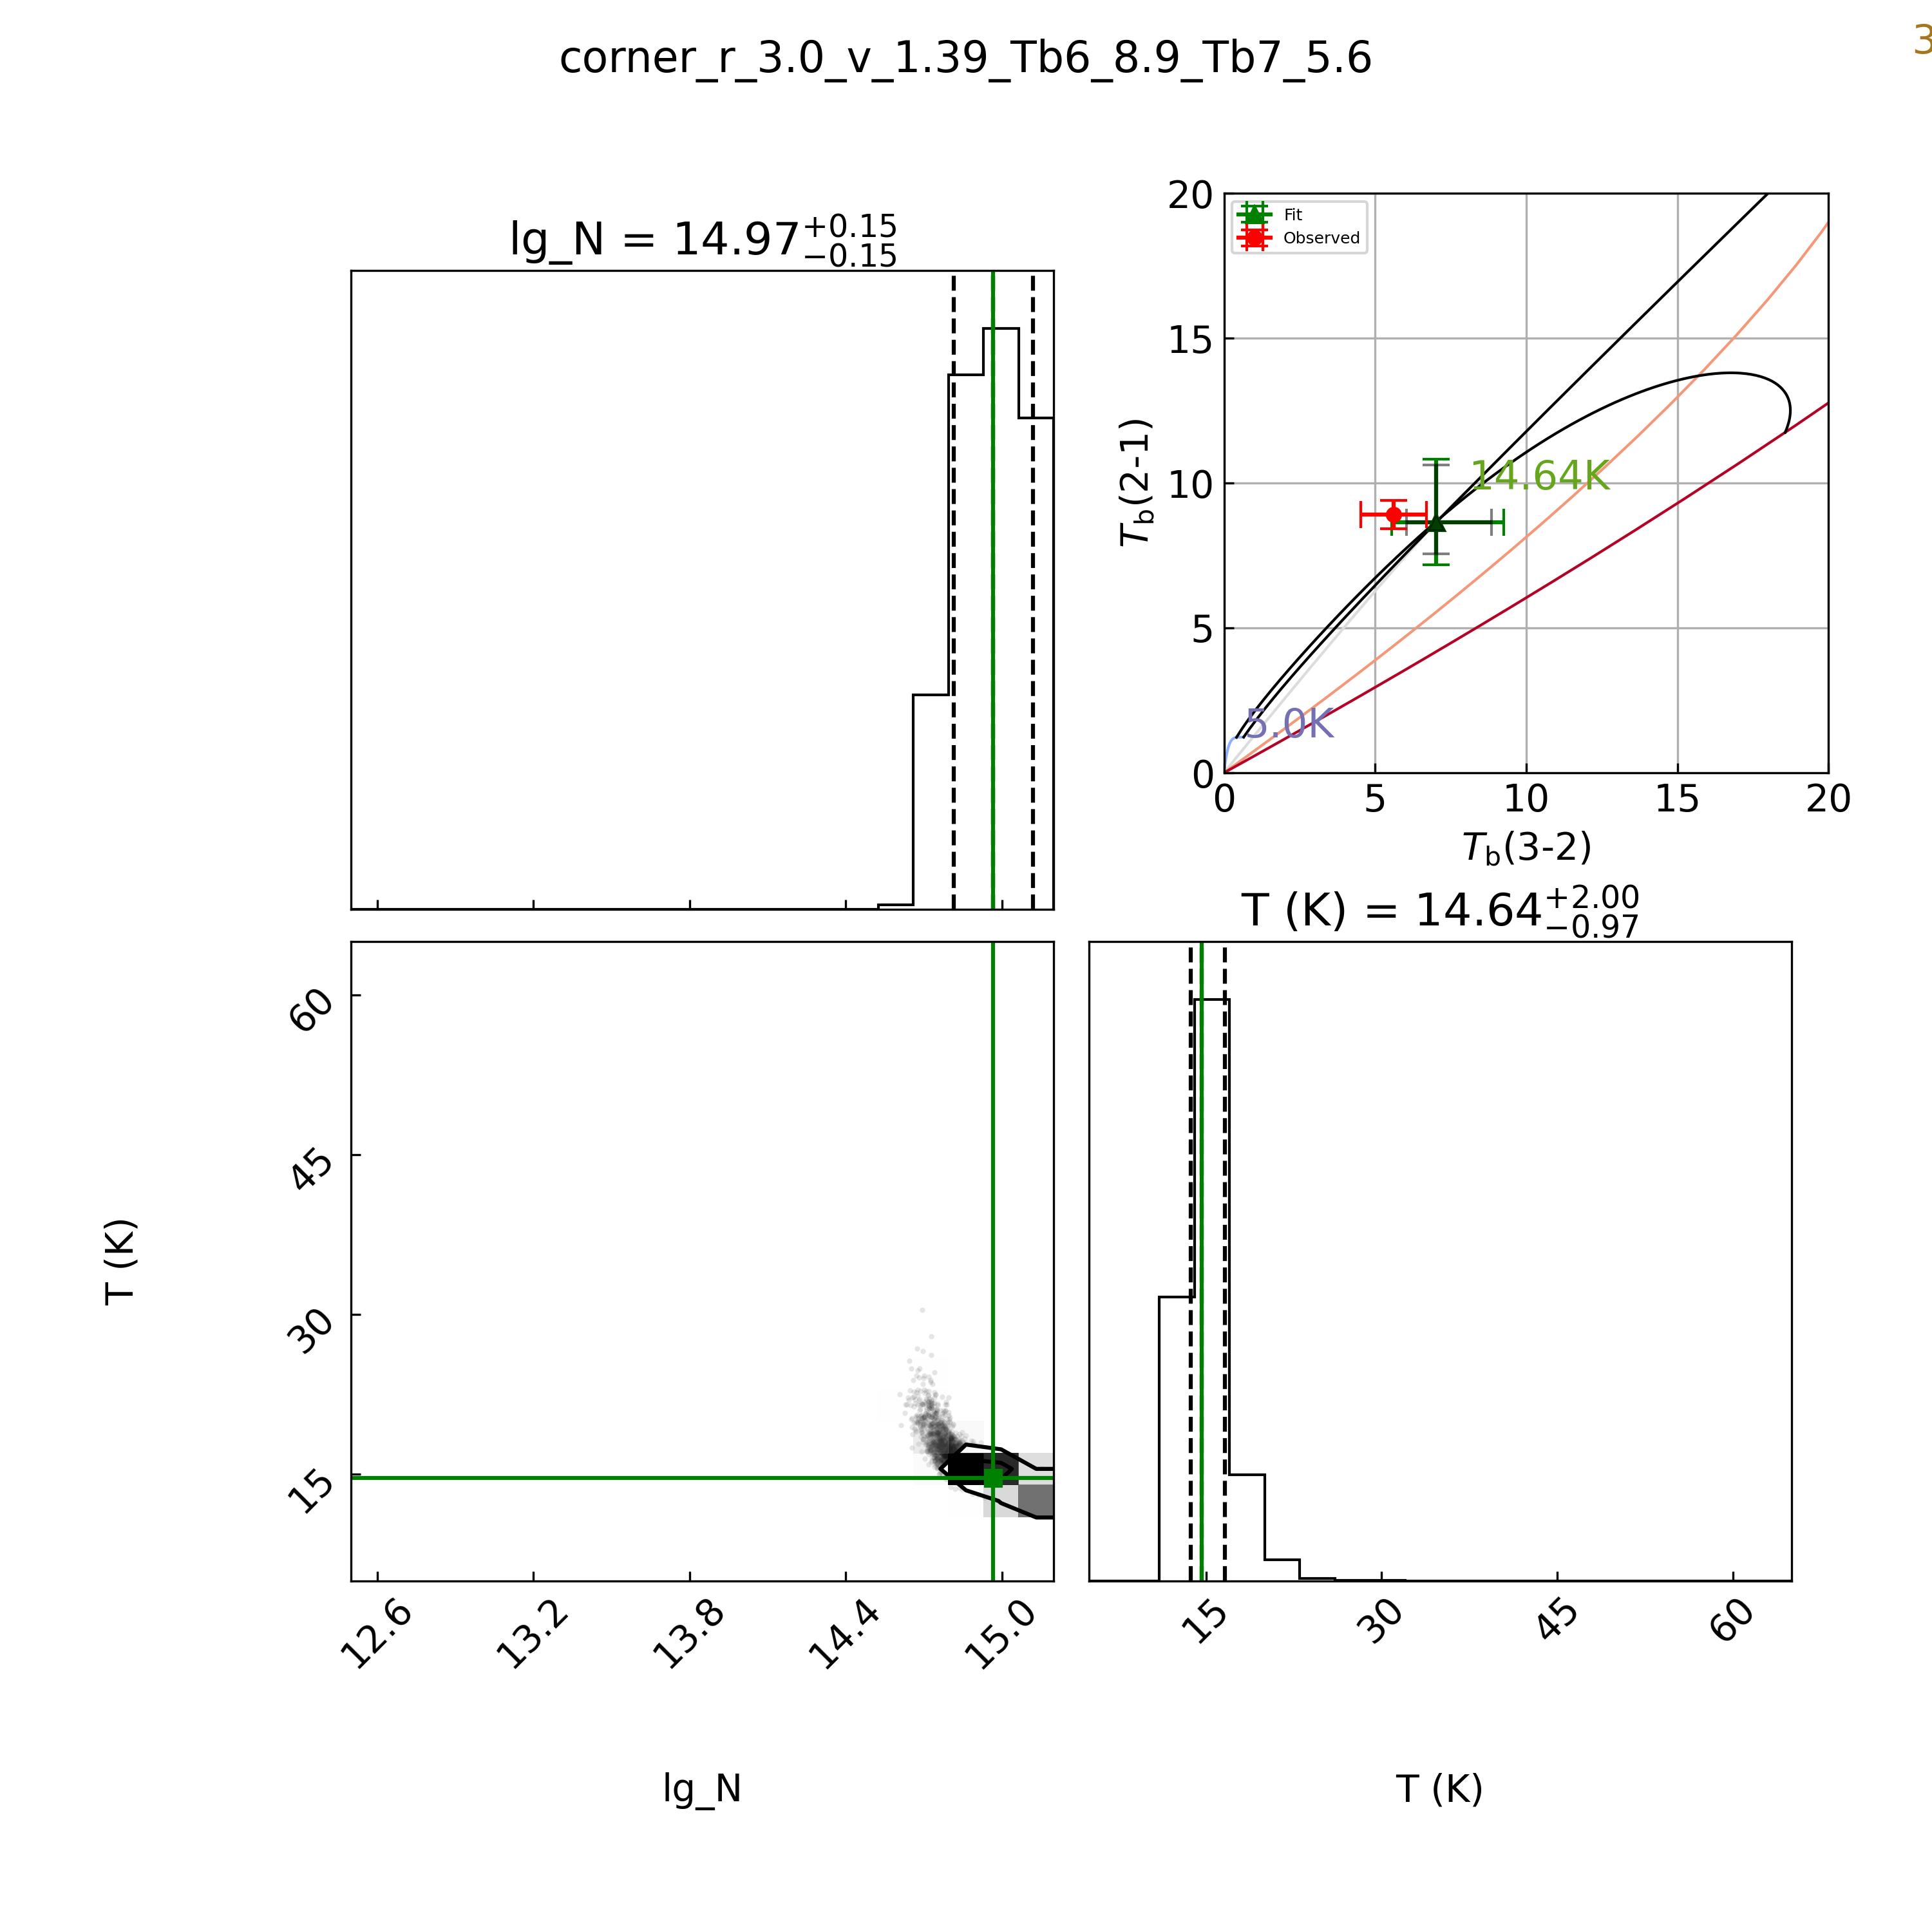 corner_r_3.0_v_1.39_Tb6_8.9_Tb7_5.6
3
lg_N = 14.97 +0.15 −0.15
20
15
10
5
0
Fit
Observed
14.64K
5.0K
T_b(2-1)
0 5 10 15 20
T_b(3-2)
T (K) = 14.64 +2.00 −0.97
60
45
30
15
T (K)
12.6 13.2 13.8 14.4 15.0
15 30 45 60
lg_N
T (K)